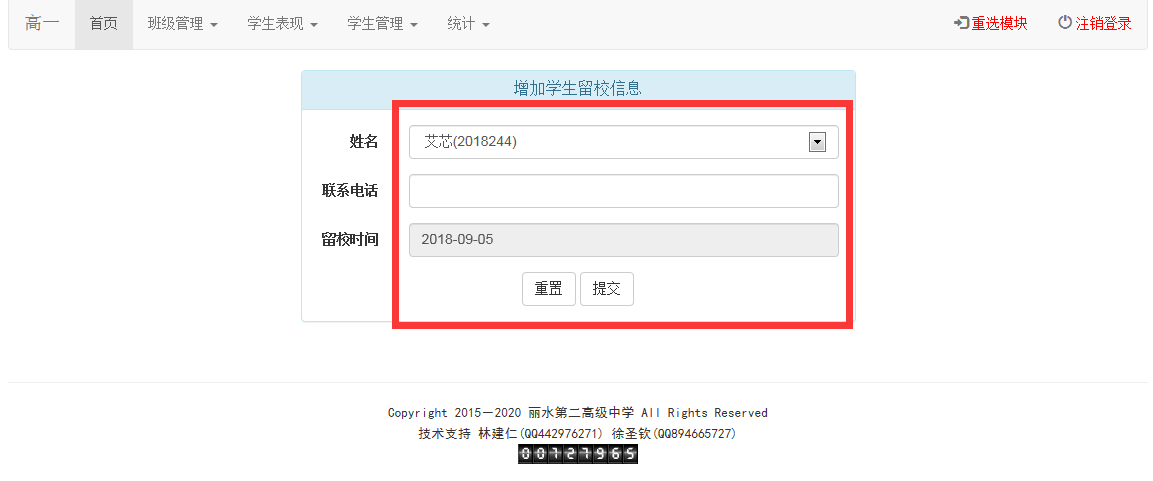 高一 首页 班级管理 学生表现 学生管理 统计 重选模块 注销登录
增加学生留校信息
姓名 艾芯(2018244)
联系电话
留校时间 2018-09-05
重置 提交
Copyright 2015-2020 丽水第二高级中学 All Rights Reserved
技术支持 林建仁(QQ442976271) 徐圣钦(QQ894665727)
00727965